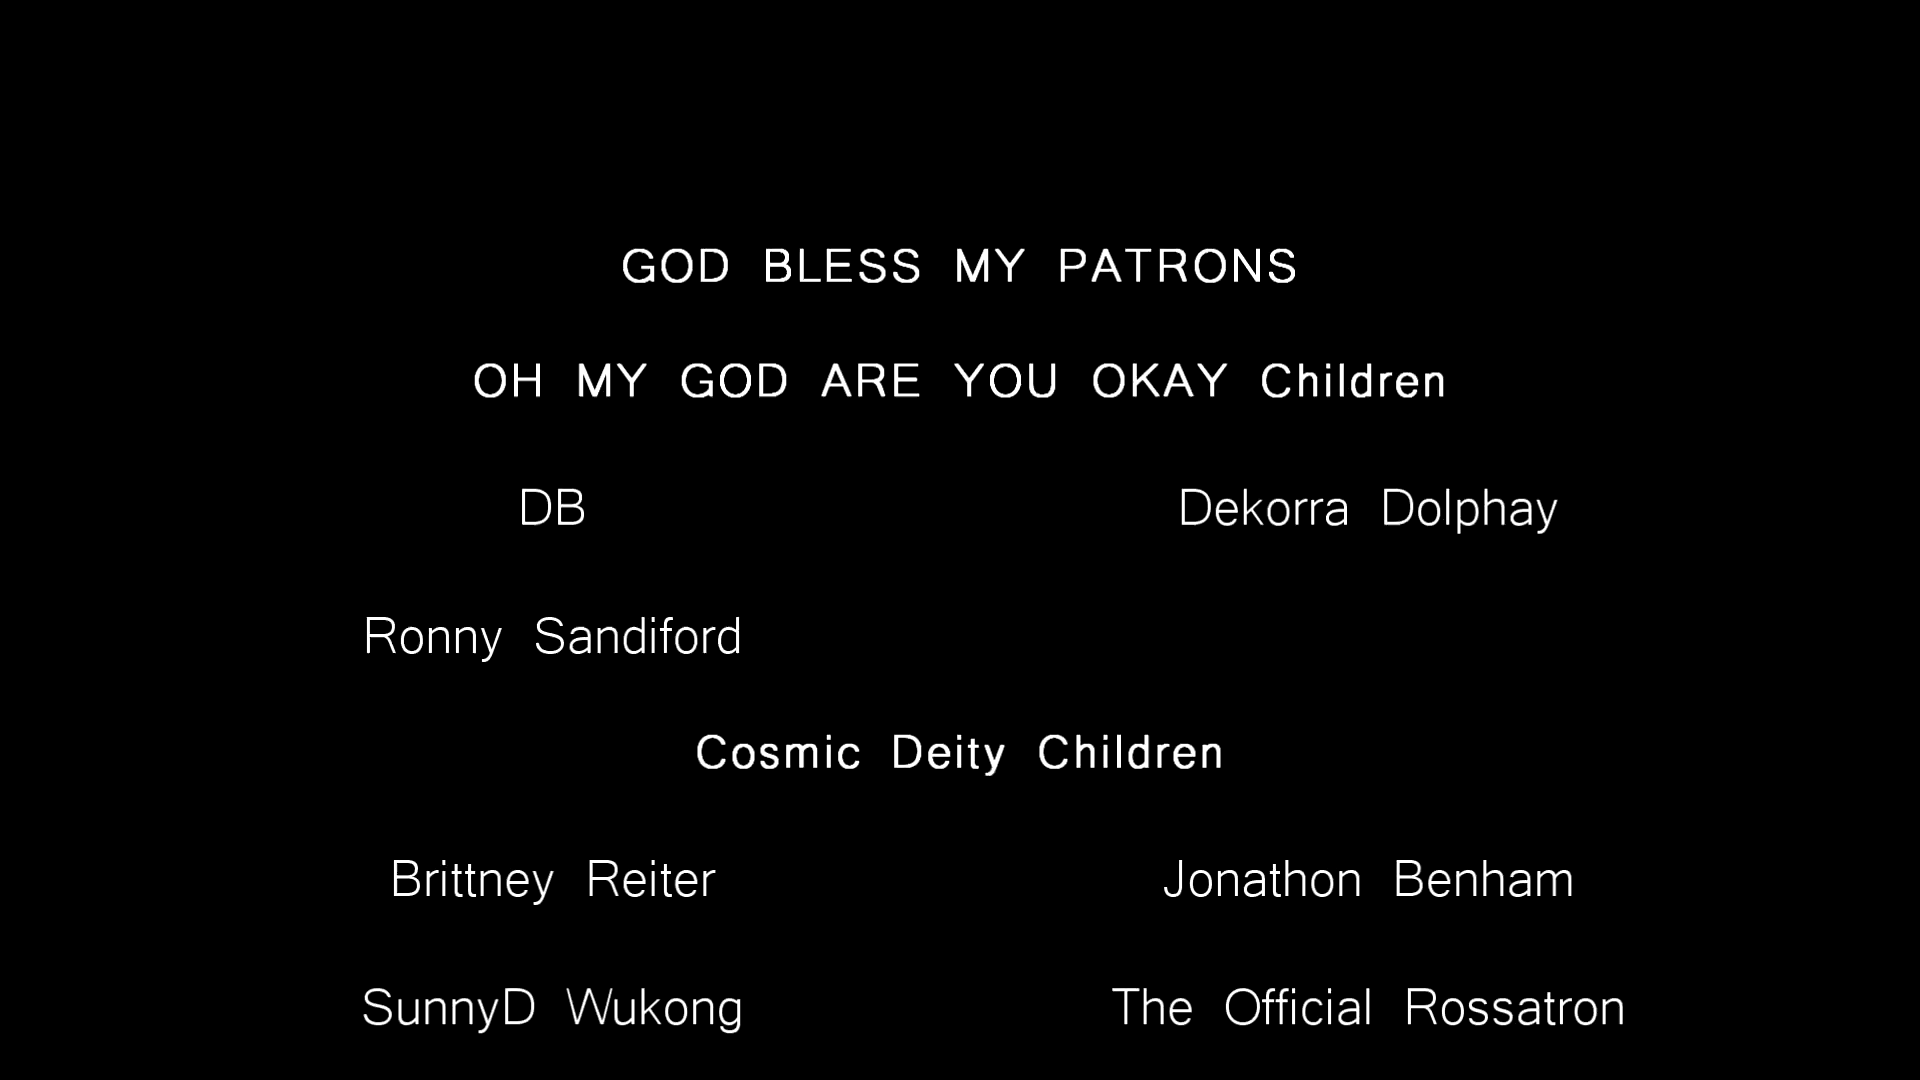 GOD BLESS MY PATRONS
OH MY GOD ARE YOU OKAY Children
DB Dekorra Dolphay
Ronny Sandiford
Cosmic Deity Children
Brittney Reiter Jonathon Benham
SunnyD Wukong The Official Rossatron